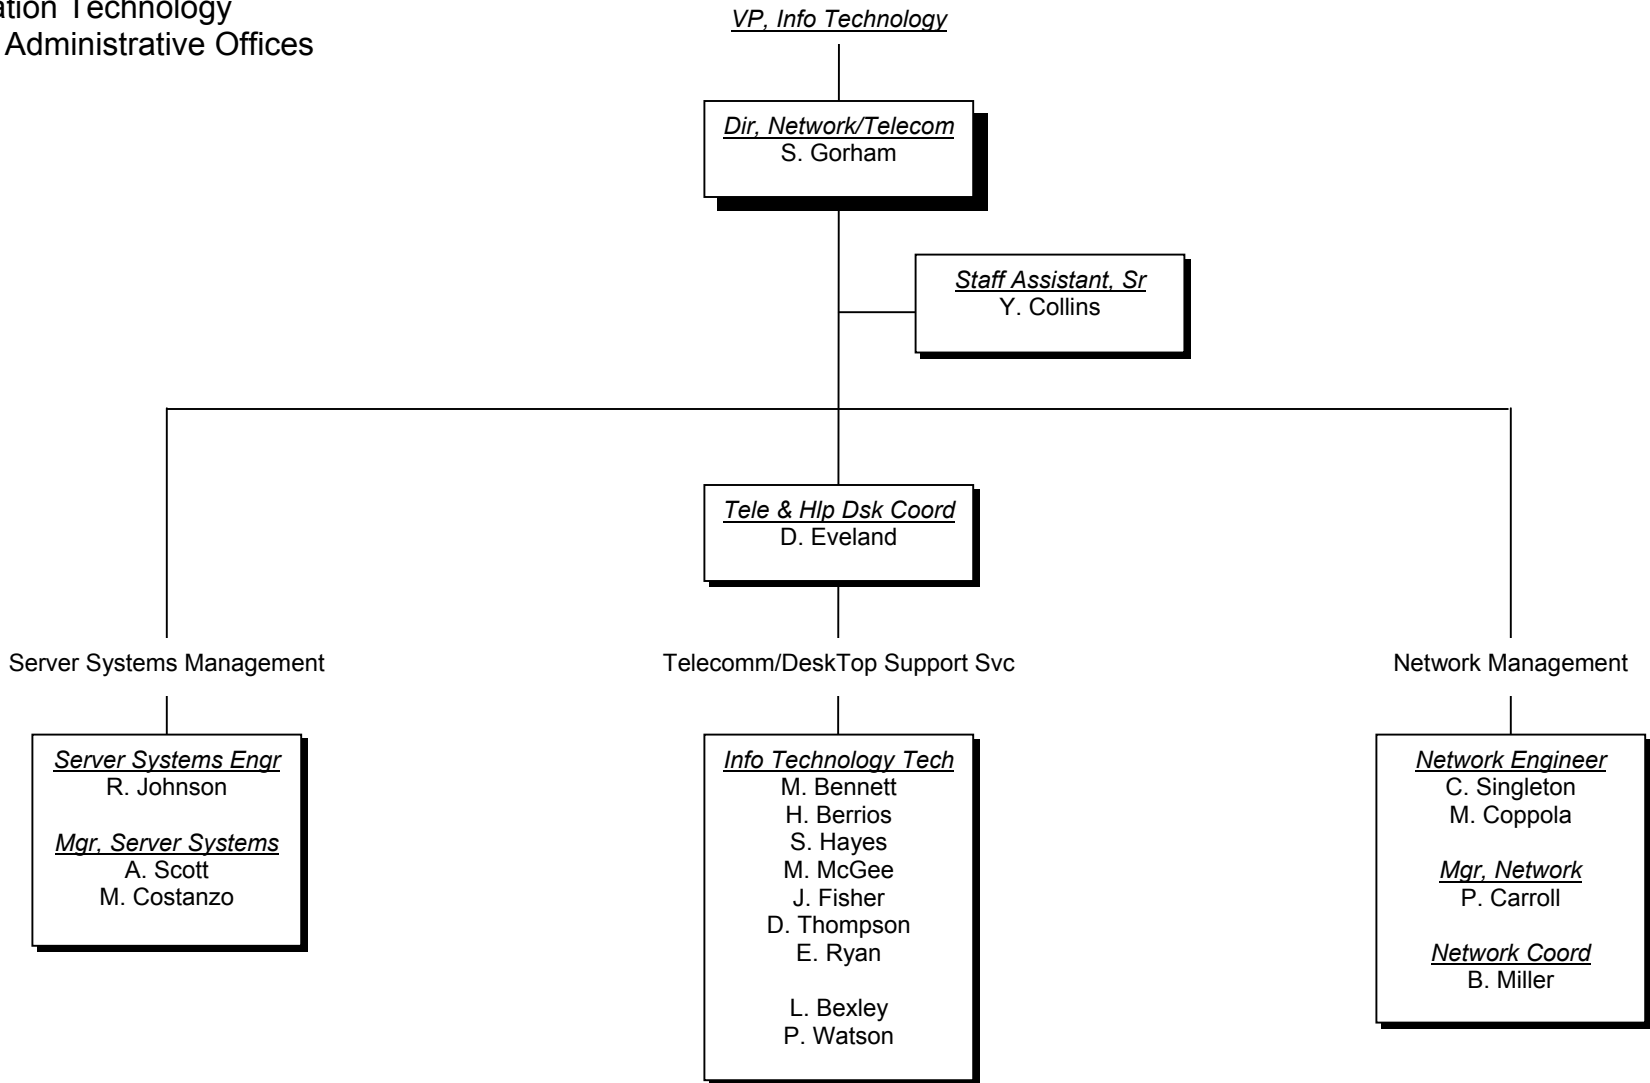 ation Technology
Administrative Offices
VP, Info Technology
Dir, Network/Telecom
S. Gorham
Staff Assistant, Sr
Y. Collins
Tele & Hlp Dsk Coord
D. Eveland
Server Systems Management
Telecomm/DeskTop Support Svc
Network Management
Server Systems Engr
R. Johnson
Mgr, Server Systems
A. Scott
M. Costanzo
Info Technology Tech
M. Bennett
H. Berrios
S. Hayes
M. McGee
J. Fisher
D. Thompson
E. Ryan
L. Bexley
P. Watson
Network Engineer
C. Singleton
M. Coppola
Mgr, Network
P. Carroll
Network Coord
B. Miller